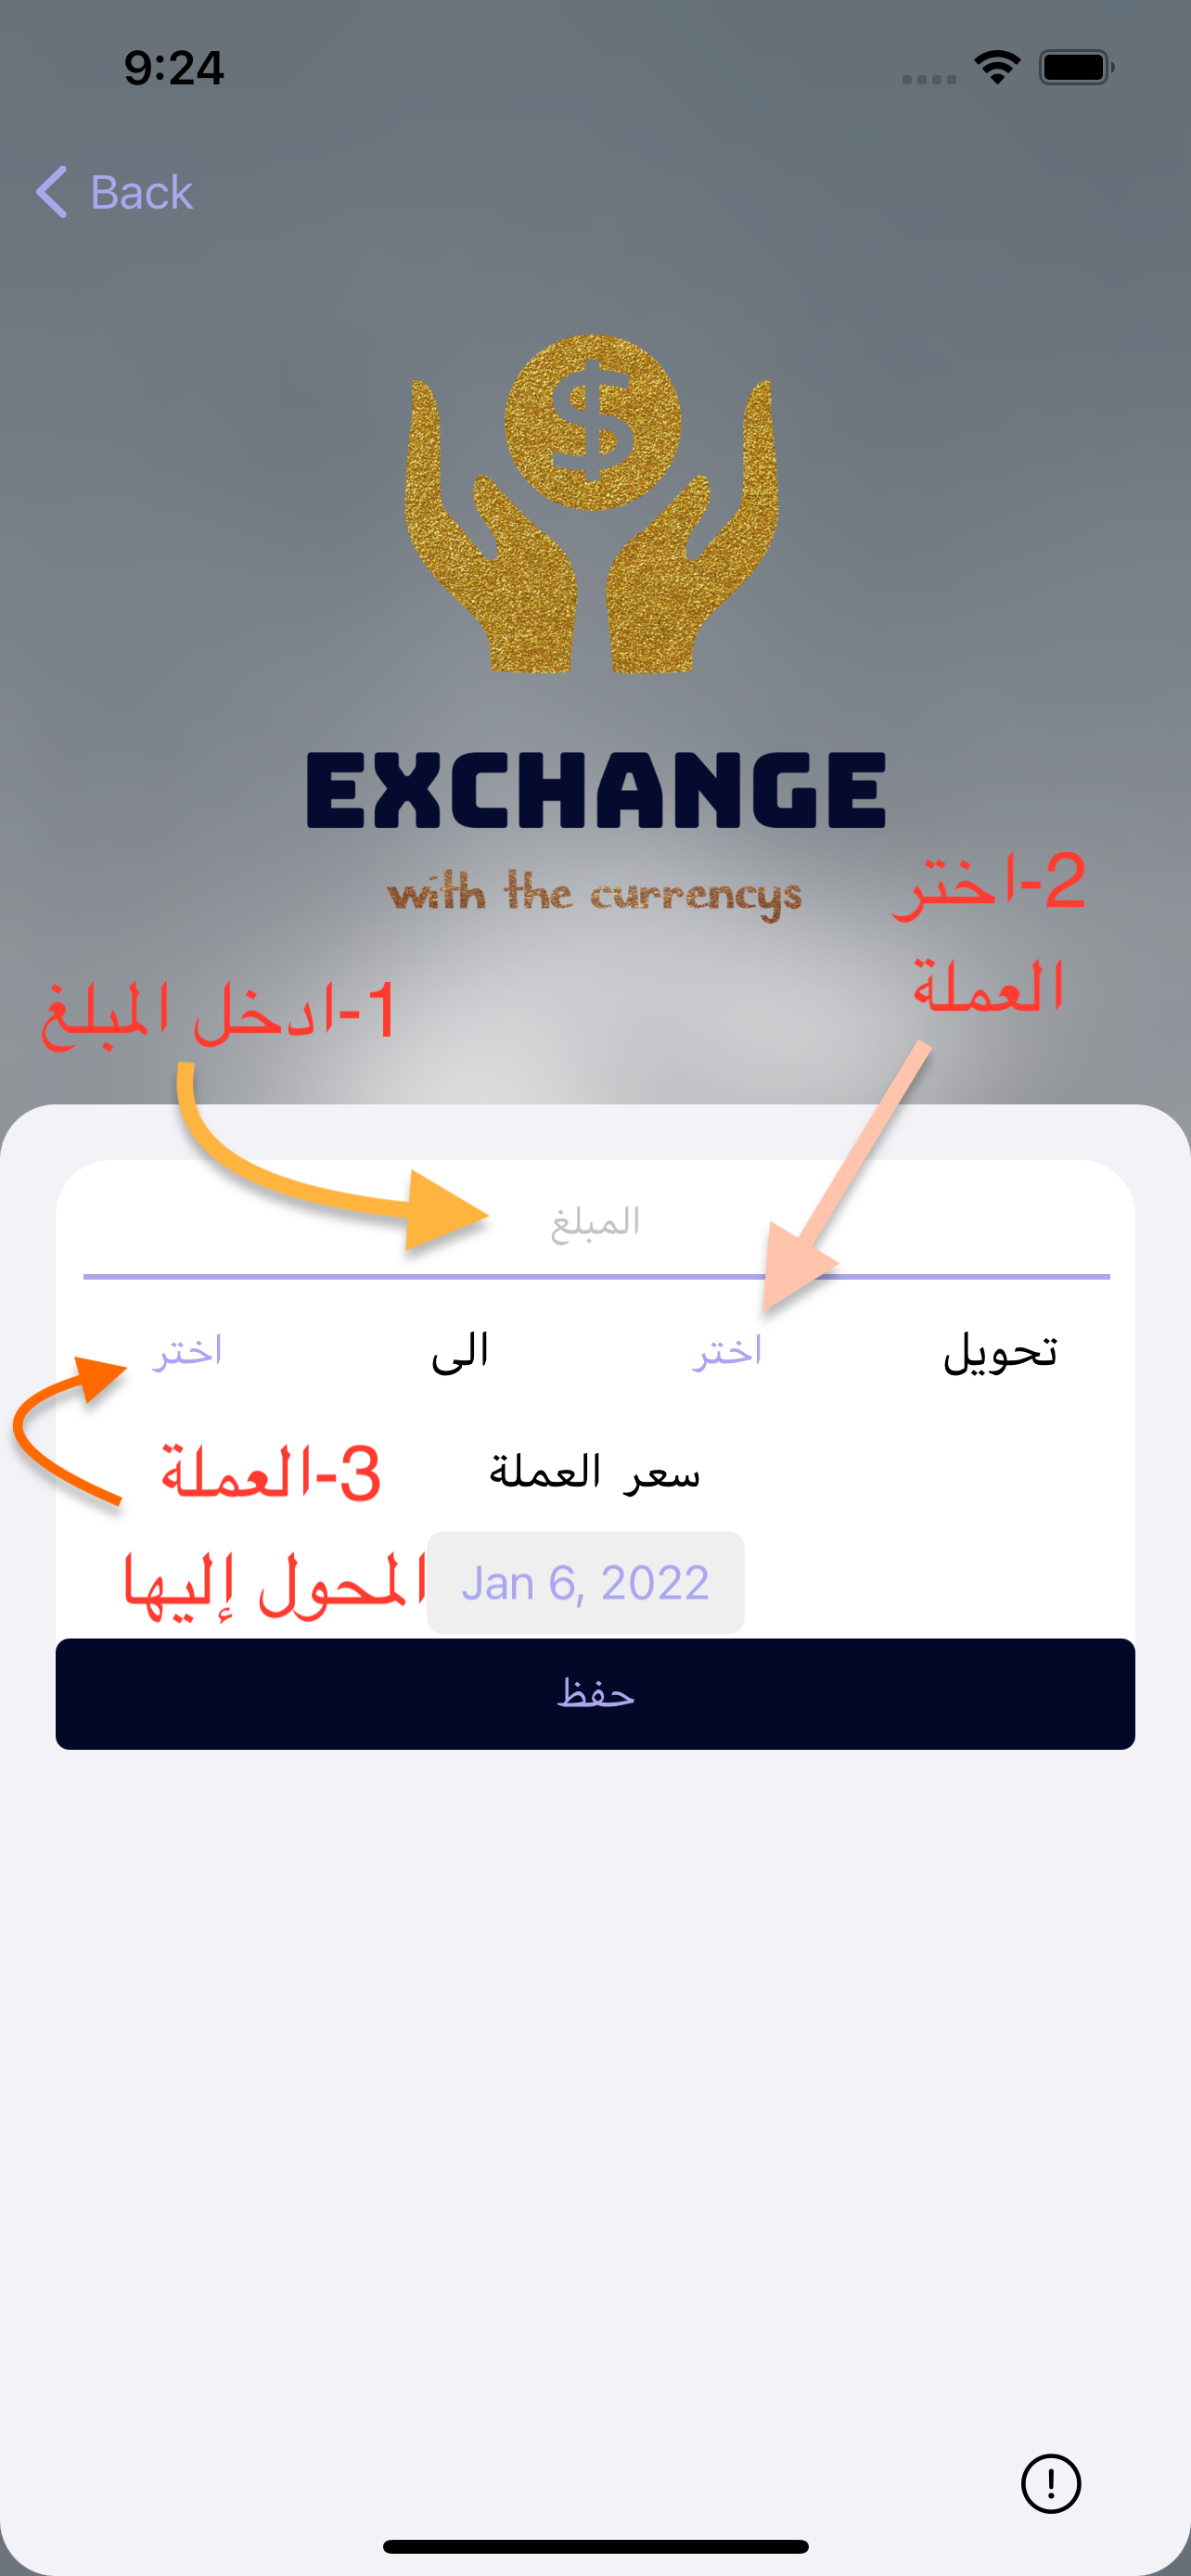 9:24
Back
$
EXCHANGE
with the currencys
2-اختر
العملة
1-ادخل المبلغ
المبلغ
تحويل اختر الى اختر
سعر العملة
3-العملة
المحول إليها
Jan 6, 2022
حفظ